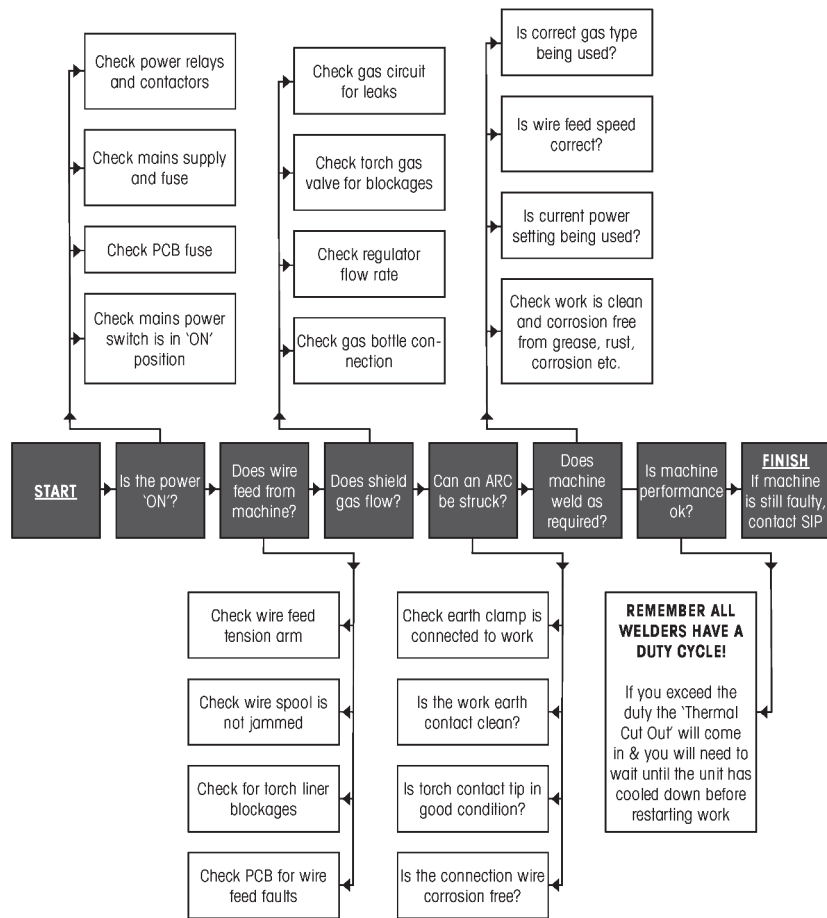 Check power relays
and contactors
Check mains supply
and fuse
Check PCB fuse
Check mains power
switch is in ‘ON’
position
Check gas circuit
for leaks
Check torch gas
valve for blockages
Check regulator
flow rate
Check gas bottle con-
nection
Is correct gas type
being used?
Is wire feed speed
correct?
Is current power
setting being used?
Check work is clean
and corrosion free
from grease, rust,
corrosion etc.
START
Is the power
‘ON’?
Does wire
feed from
machine?
Does shield
gas flow?
Can an ARC
be struck?
Does
machine
weld as
required?
Is machine
performance
ok?
FINISH
If machine
is still faulty,
contact SIP
Check wire feed
tension arm
Check wire spool is
not jammed
Check for torch liner
blockages
Check PCB for wire
feed faults
Check earth clamp is
connected to work
Is the work earth
contact clean?
Is torch contact tip in
good condition?
Is the connection wire
corrosion free?
REMEMBER ALL
WELDERS HAVE A
DUTY CYCLE!
If you exceed the
duty the ‘Thermal
Cut Out’ will come
in & you will need to
wait until the unit has
cooled down before
restarting work